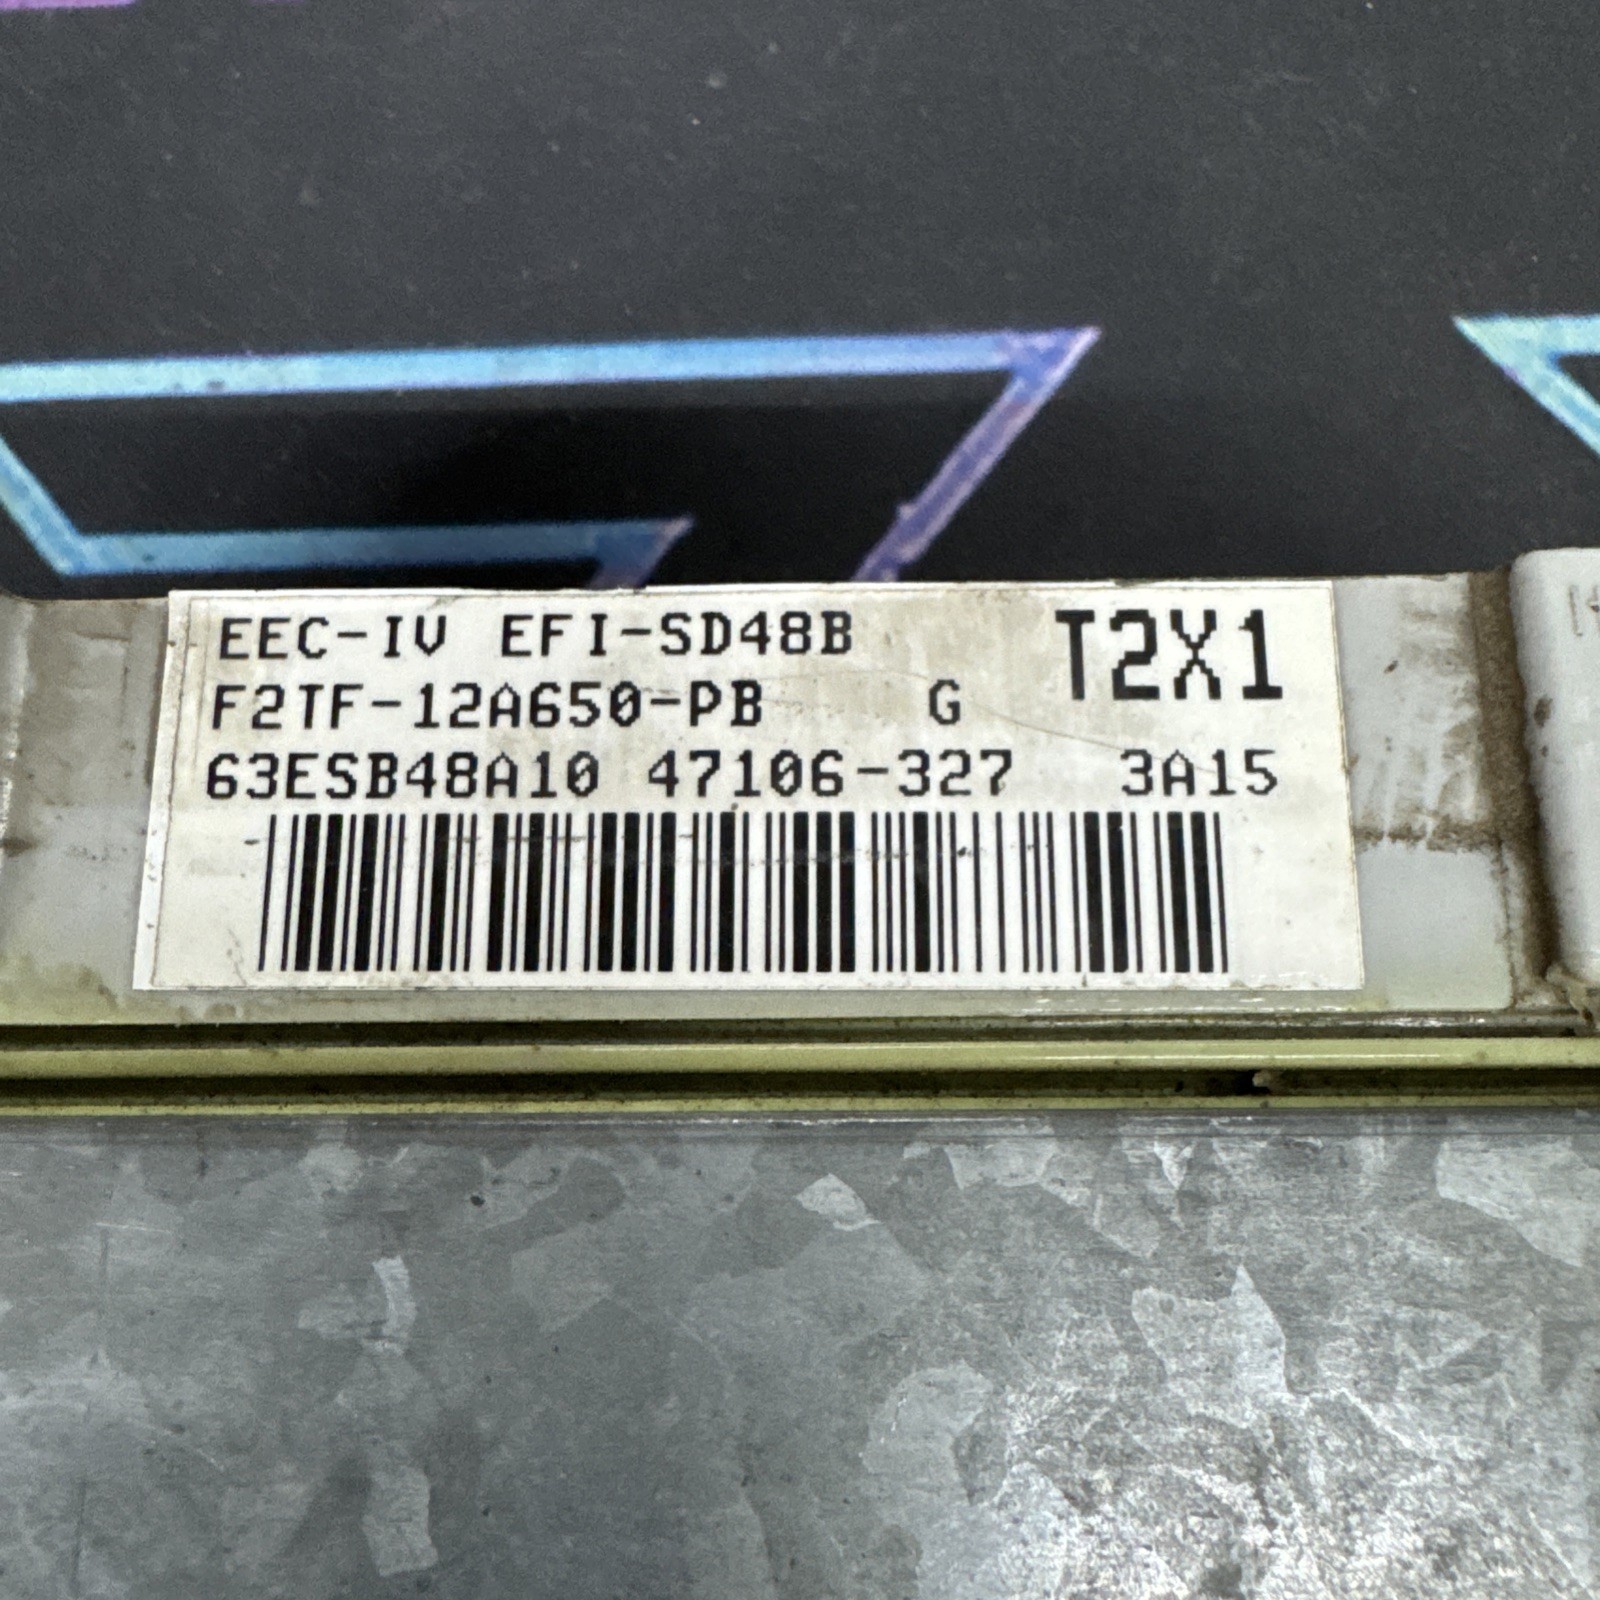 EEC-IV EFI-SD48B T2X1
F2TF-12A650-PB G
63ESB48A10 47106-327 3A15